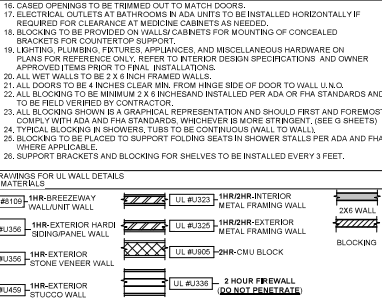 16. CASED OPENINGS TO BE TRIMMED OUT TO MATCH DOORS.
17. ELECTRICAL OUTLETS AT BATHROOMS IN ADA UNITS TO BE INSTALLED HORIZONTALLY IF
REQUIRED FOR CLEARANCE AT MEDICINE CABINETS AS NEEDED.
18. BLOCKING TO BE PROVIDED ON WALLS/CABINETS FOR MOUNTING OF CONCEALED
BRACKETS FOR COUNTERTOP SUPPORT.
19. LIGHTING, PLUMBING, FIXTURES, APPLIANCES, AND MISCELLANEOUS HARDWARE ON
PLANS FOR REFERENCE ONLY. REFER TO INTERIOR DESIGN SPECIFICATIONS AND OWNER
APPROVED ITEMS PRIOR TO FINAL INSTALLATIONS.
20. ALL WET WALLS TO BE 2 X 6 INCH FRAMED WALLS.
21. ALL DOORS TO BE 4 INCHES CLEAR MIN. FROM HINGE SIDE OF DOOR TO WALL U.N.O.
22. ALL BLOCKING TO BE MINIMUM 2 X 6 INCHESAND INSTALLED PER ADA OR FHA STANDARDS AND
TO BE FIELD VERIFIED BY CONTRACTOR.
23. ALL BLOCKING SHOWN IS A GRAPHICAL REPRESENTATION AND SHOULD FIRST AND FOREMOST
COMPLY WITH ADA AND FHA STANDARDS, WHICHEVER IS MORE STRINGENT. (SEE G SHEETS)
24. TYPICAL BLOCKING IN SHOWERS, TUBS TO BE CONTINUOUS (WALL TO WALL).
25. BLOCKING TO BE PLACED TO SUPPORT FOLDING SEATS IN SHOWER STALLS PER ADA AND FHA
WHERE APPLICABLE.
26. SUPPORT BRACKETS AND BLOCKING FOR SHELVES TO BE INSTALLED EVERY 3 FEET.
RAWINGS FOR UL WALL DETAILS
MATERIALS
#8109 1HR-BREEZEWAY
WALL/UNIT WALL
UL #U323 1HR/2HR-INTERIOR
METAL FRAMING WALL
2X6 WALL
#U356 1HR-EXTERIOR HARDI
SIDING/PANEL WALL
UL #U325 1HR/2HR-EXTERIOR
METAL FRAMING WALL
BLOCKING
#U356 1HR-EXTERIOR
STONE VENEER WALL
UL #U905 2HR-CMU BLOCK
#U459 1HR-EXTERIOR
STUCCO WALL
UL #U336 2 HOUR FIREWALL
(DO NOT PENETRATE)